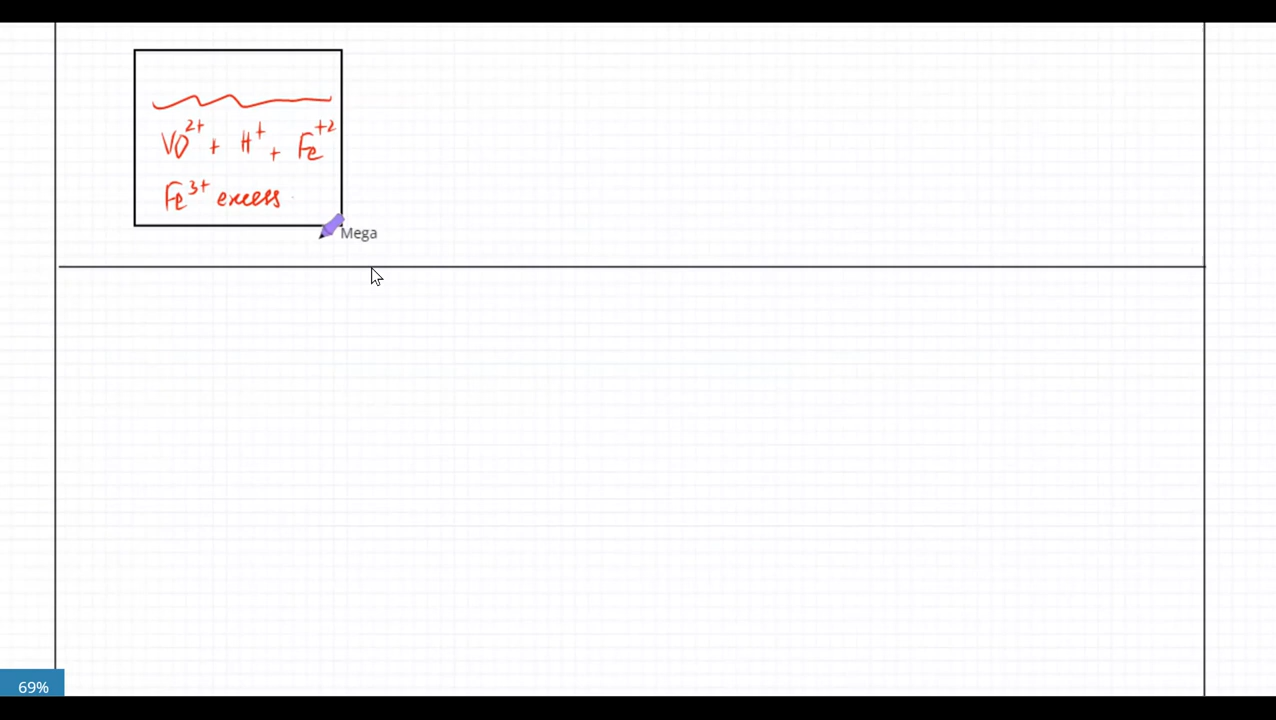 VO²⁺ + H⁺ + Fe⁺²
Fe³⁺ excess
Mega
69%